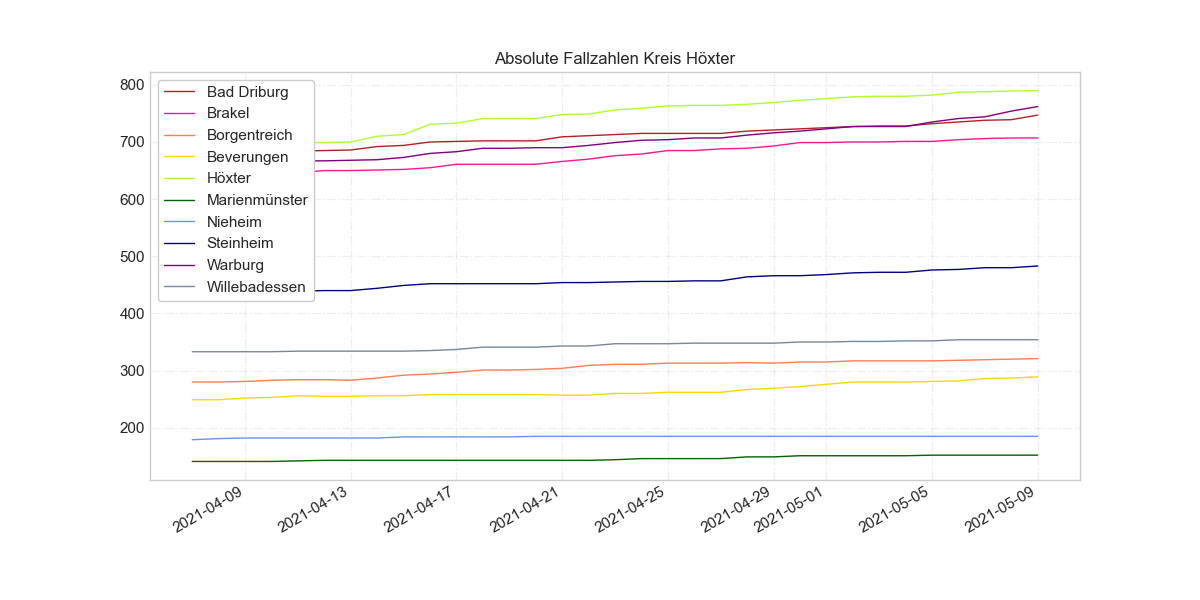 Absolute Fallzahlen Kreis Höxter
800
700
600
500
400
300
200
Bad Driburg
Brakel
Borgentreich
Beverungen
Höxter
Marienmünster
Nieheim
Steinheim
Warburg
Willebadessen
2021-04-09
2021-04-13
2021-04-17
2021-04-21
2021-04-25
2021-04-29
2021-05-01
2021-05-05
2021-05-09